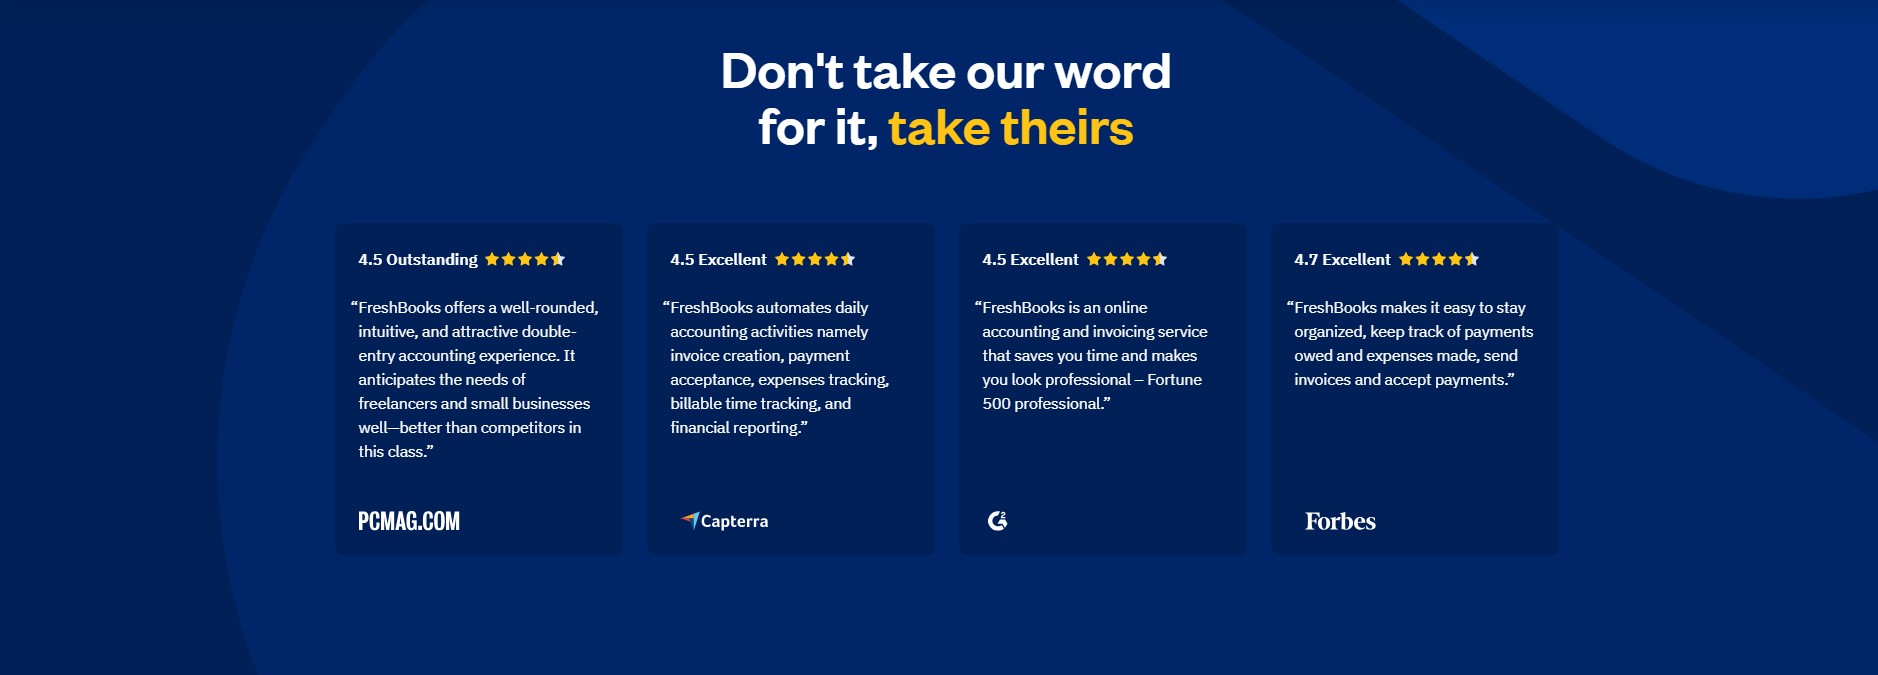 Don't take our word
for it, take theirs
4.5 Outstanding
“FreshBooks offers a well-rounded,
intuitive, and attractive double-
entry accounting experience. It
anticipates the needs of
freelancers and small businesses
well—better than competitors in
this class.”
PCMAG.COM
4.5 Excellent
“FreshBooks automates daily
accounting activities namely
invoice creation, payment
acceptance, expenses tracking,
billable time tracking, and
financial reporting.”
Capterra
4.5 Excellent
“FreshBooks is an online
accounting and invoicing service
that saves you time and makes
you look professional – Fortune
500 professional.”
G2
4.7 Excellent
“FreshBooks makes it easy to stay
organized, keep track of payments
owed and expenses made, send
invoices and accept payments.”
Forbes